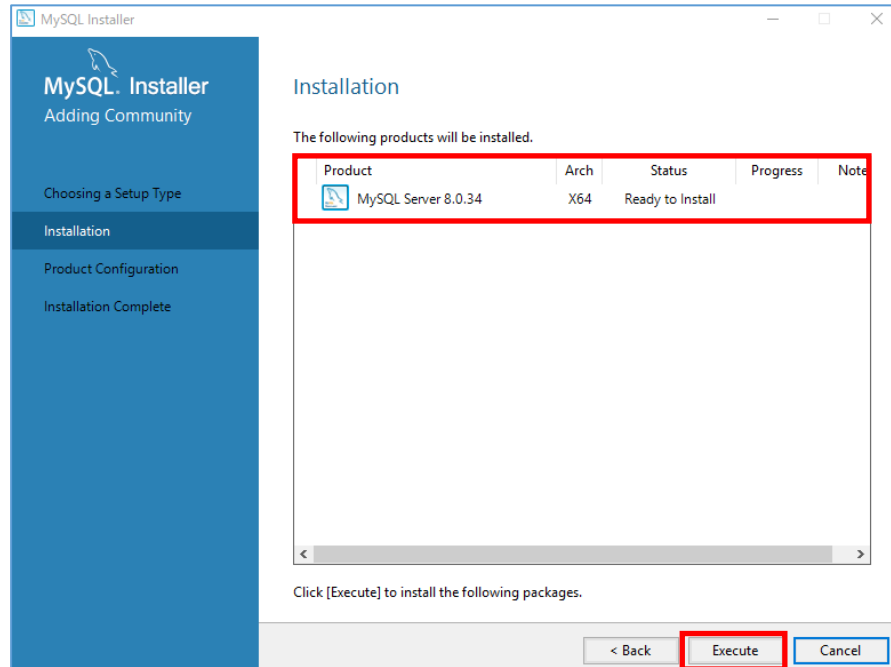 MySQL Installer
MySQL. Installer
Adding Community
Choosing a Setup Type
Installation
Product Configuration
Installation Complete
Installation
The following products will be installed.
Product Arch Status Progress Note
MySQL Server 8.0.34 X64 Ready to Install
Click [Execute] to install the following packages.
< Back Execute Cancel